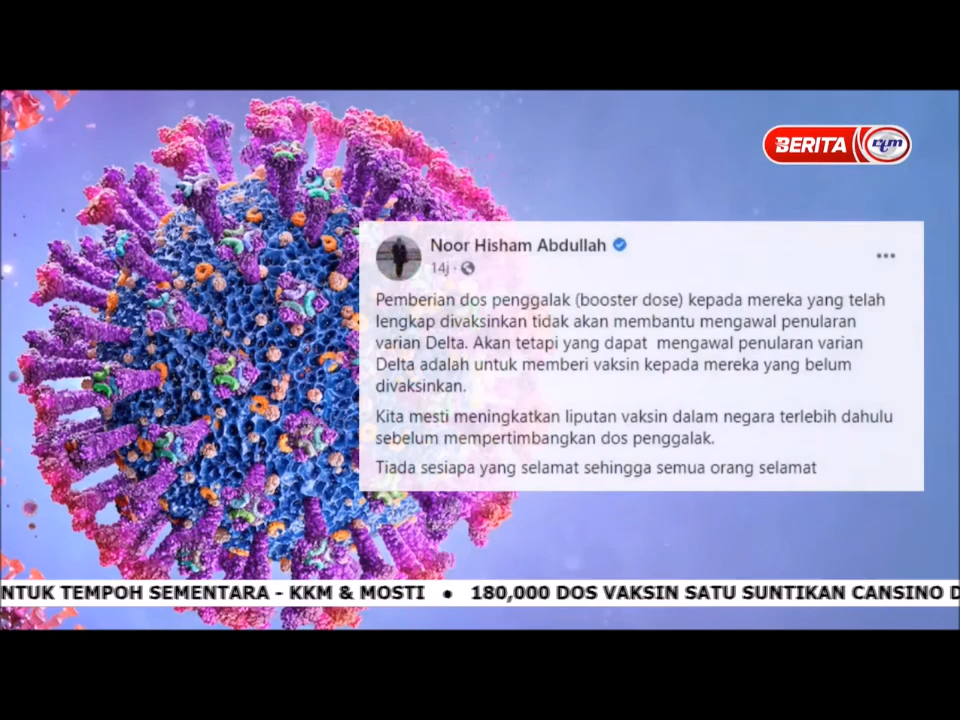 BERITA rtm
Noor Hisham Abdullah
14j
Pemberian dos penggalak (booster dose) kepada mereka yang telah
lengkap divaksinkan tidak akan membantu mengawal penularan
varian Delta. Akan tetapi yang dapat mengawal penularan varian
Delta adalah untuk memberi vaksin kepada mereka yang belum
divaksinkan.
Kita mesti meningkatkan liputan vaksin dalam negara terlebih dahulu
sebelum mempertimbangkan dos penggalak.
Tiada sesiapa yang selamat sehingga semua orang selamat
NTUK TEMPOH SEMENTARA - KKM & MOSTI • 180,000 DOS VAKSIN SATU SUNTIKAN CANSINO D